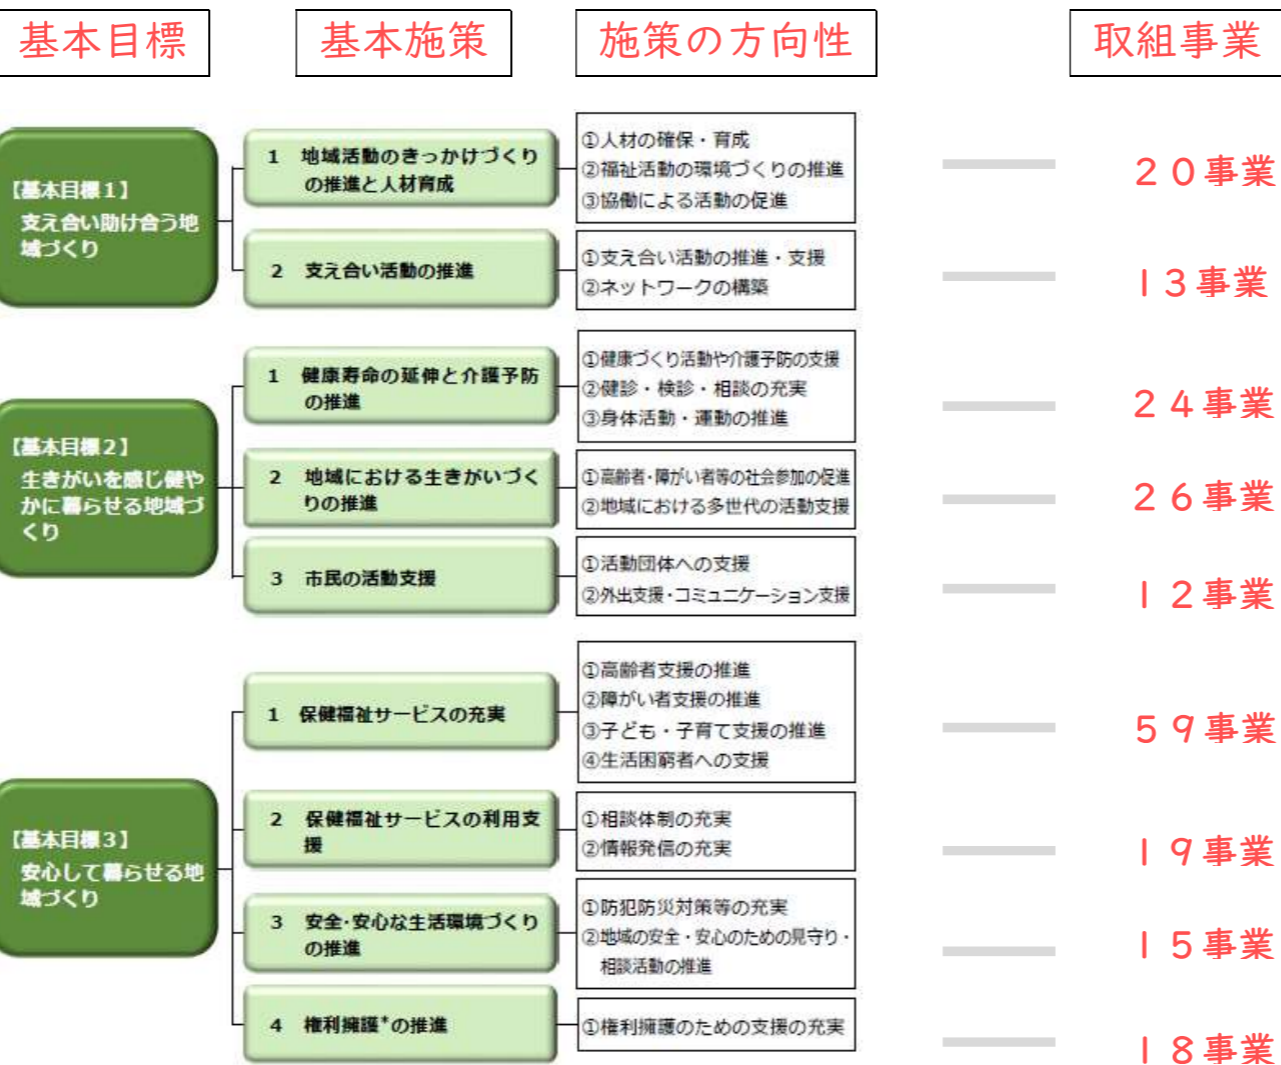 基本目標
基本施策
施策の方向性
取組事業
【基本目標１】
支え合い助け合う地
域づくり
1 地域活動のきっかけづくり
の推進と人材育成
①人材の確保・育成
②福祉活動の環境づくりの推進
③協働による活動の促進
２０事業
2 支え合い活動の推進
①支え合い活動の推進・支援
②ネットワークの構築
１３事業
【基本目標２】
生きがいを感じ健や
かに暮らせる地域づ
くり
1 健康寿命の延伸と介護予防
の推進
①健康づくり活動や介護予防の支援
②健診・検診・相談の充実
③身体活動・運動の推進
２４事業
2 地域における生きがいづく
りの推進
①高齢者・障がい者等の社会参加の促進
②地域における多世代の活動支援
２６事業
3 市民の活動支援
①活動団体への支援
②外出支援・コミュニケーション支援
１２事業
【基本目標３】
安心して暮らせる地
域づくり
1 保健福祉サービスの充実
①高齢者支援の推進
②障がい者支援の推進
③子ども・子育て支援の推進
④生活困窮者への支援
５９事業
2 保健福祉サービスの利用支
援
①相談体制の充実
②情報発信の充実
１９事業
3 安全・安心な生活環境づくり
の推進
①防犯防災対策等の充実
②地域の安全・安心のための見守り・
相談活動の推進
１５事業
4 権利擁護*の推進
①権利擁護のための支援の充実
１８事業